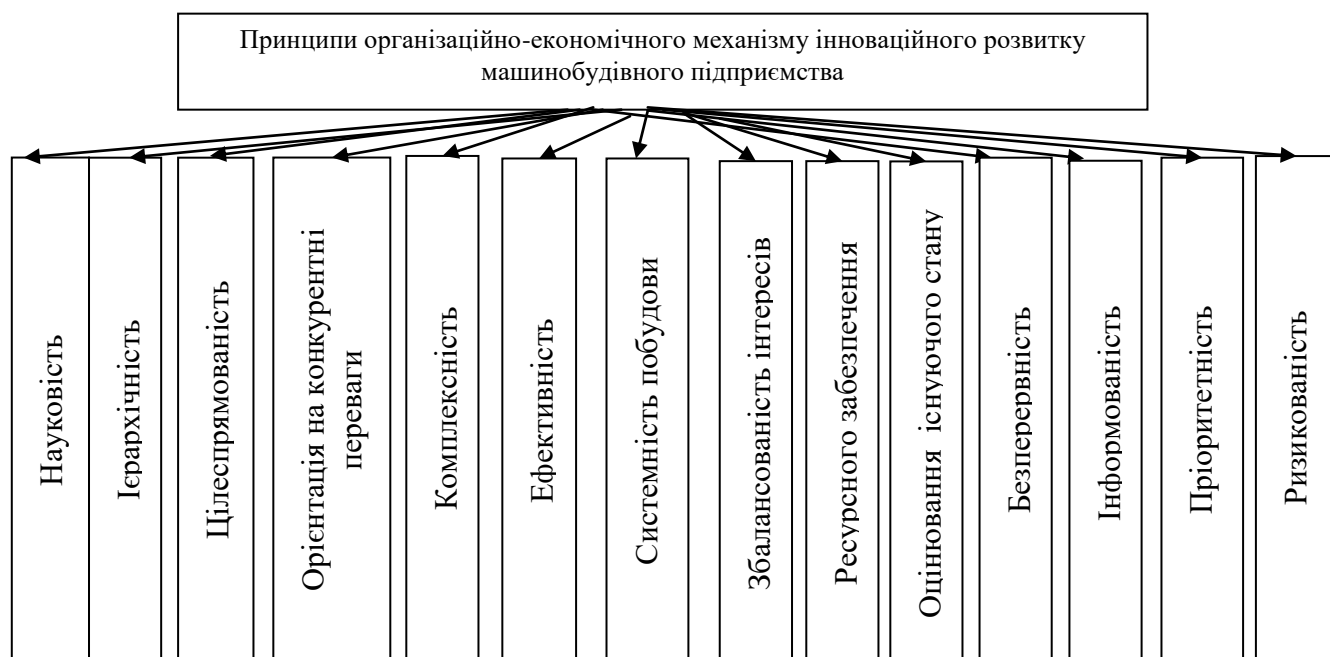 Принципи організаційно-економічного механізму інноваційного розвитку
машинобудівного підприємства
Науковість
Ієрархічність
Цілеспрямованість
Орієнтація на конкурентні
переваги
Комплексність
Ефективність
Системність побудови
Збалансованість інтересів
Ресурсного забезпечення
Оцінювання існуючого стану
Безперервність
Інформованість
Пріоритетність
Ризикованість